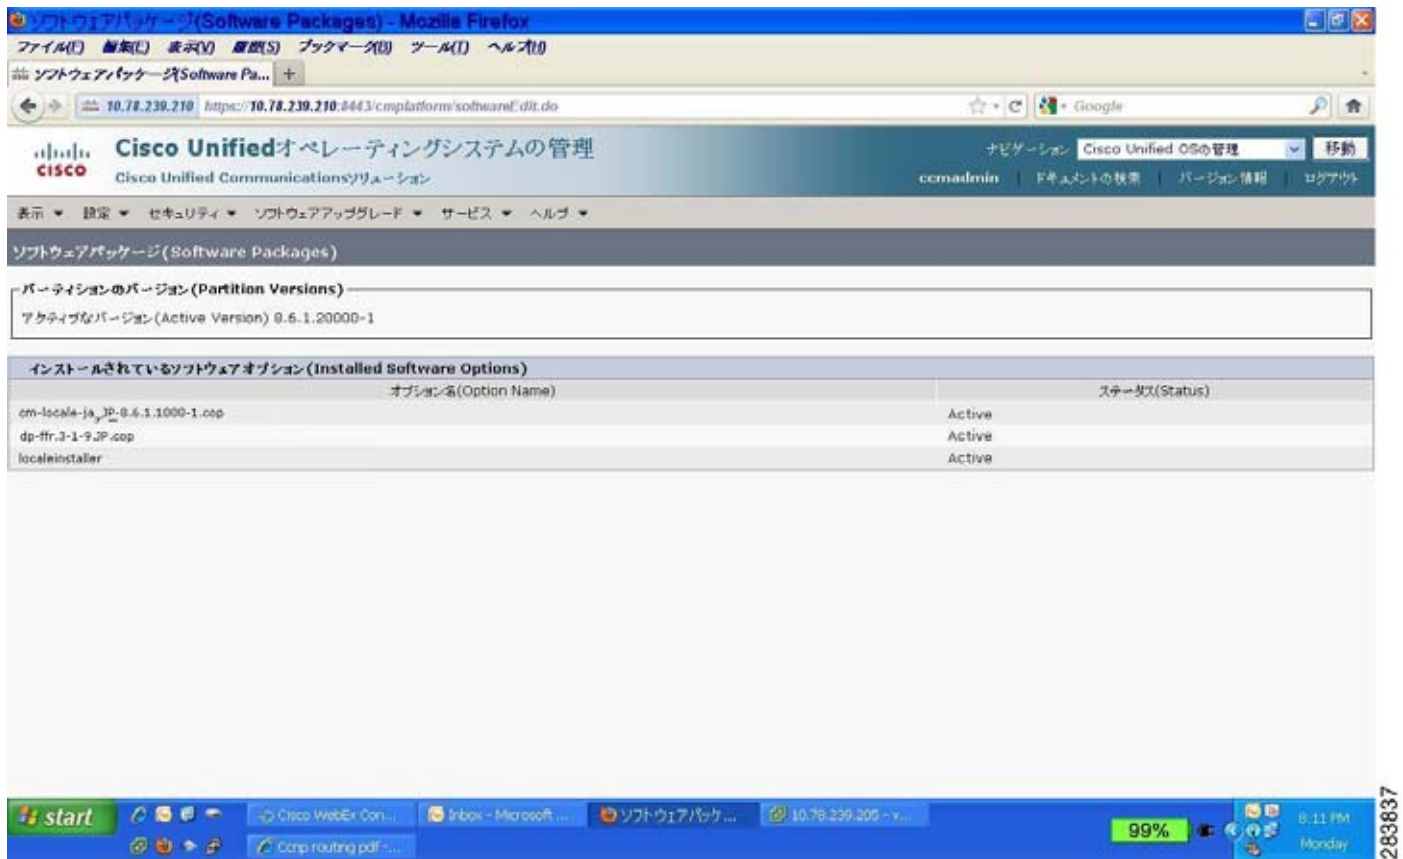 ソフトウェアパッケージ(Software Packages) - Mozilla Firefox
ファイル(F) 編集(E) 表示(V) 履歴(S) ブックマーク(B) ツール(T) ヘルプ(H)
ソフトウェアパッケージ(Software Pa... +
10.78.239.210 https://10.78.239.210:8443/cmplatform/softwareEdit.do Google
Cisco Unifiedオペレーティングシステムの管理
ナビゲーション Cisco Unified OSの管理 移動
CISCO
Cisco Unified Communicationsソリューション
ccmadmin | ドキュメントの検索 | バージョン情報 | ログアウト
表示 設定 セキュリティ ソフトウェアアップグレード サービス ヘルプ
ソフトウェアパッケージ(Software Packages)
パーティションのバージョン(Partition Versions)
アクティブなバージョン(Active Version) 8.6.1.20000-1
インストールされているソフトウェアオプション(Installed Software Options)
オプション名(Option Name) ステータス(Status)
cm-locale-ja_JP-8.6.1.1000-1.cop Active
dp-ffr.3-1-9.JP.cop Active
localeinstaller Active
start
Cisco WebEx Con...
Inbox - Microsoft ...
ソフトウェアパッケ...
10.78.239.205 - v...
Ccnp routing pdf -...
99%
8:11 PM
Monday
283837